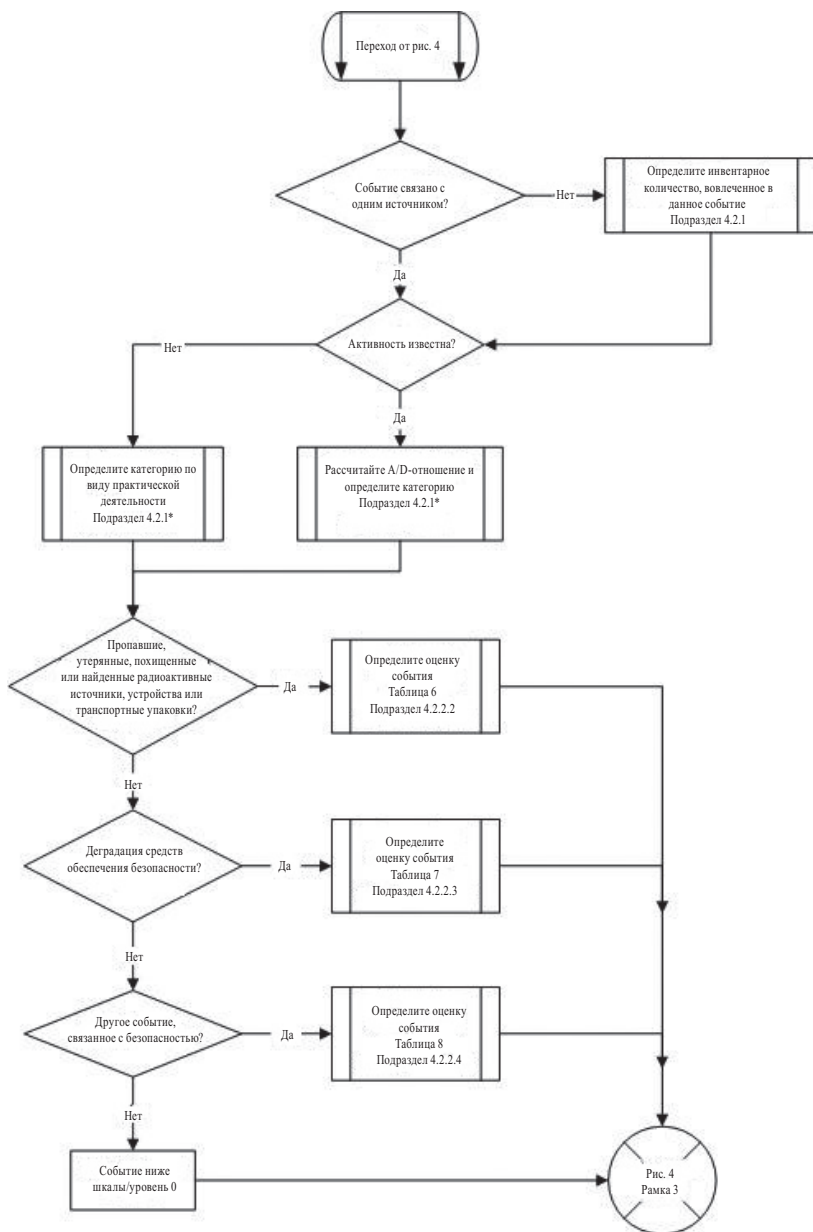 Переход от рис. 4
Событие связано с
одним источником?
Нет
Определите инвентарное
количество, вовлеченное в
данное событие
Подраздел 4.2.1
Да
Активность известна?
Нет
Да
Определите категорию по
виду практической
деятельности
Подраздел 4.2.1*
Рассчитайте A/D-отношение и
определите категорию
Подраздел 4.2.1*
Пропавшие,
утерянные, похищенные
или найденные радиоактивные
источники, устройства или
транспортные упаковки?
Да
Определите оценку
события
Таблица 6
Подраздел 4.2.2.2
Нет
Деградация средств
обеспечения безопасности?
Да
Определите
оценку события
Таблица 7
Подраздел 4.2.2.3
Нет
Другое событие,
связанное с безопасностью?
Да
Определите оценку
события
Таблица 8
Подраздел 4.2.2.4
Нет
Событие ниже
шкалы/уровень 0
Рис. 4
Рамка 3